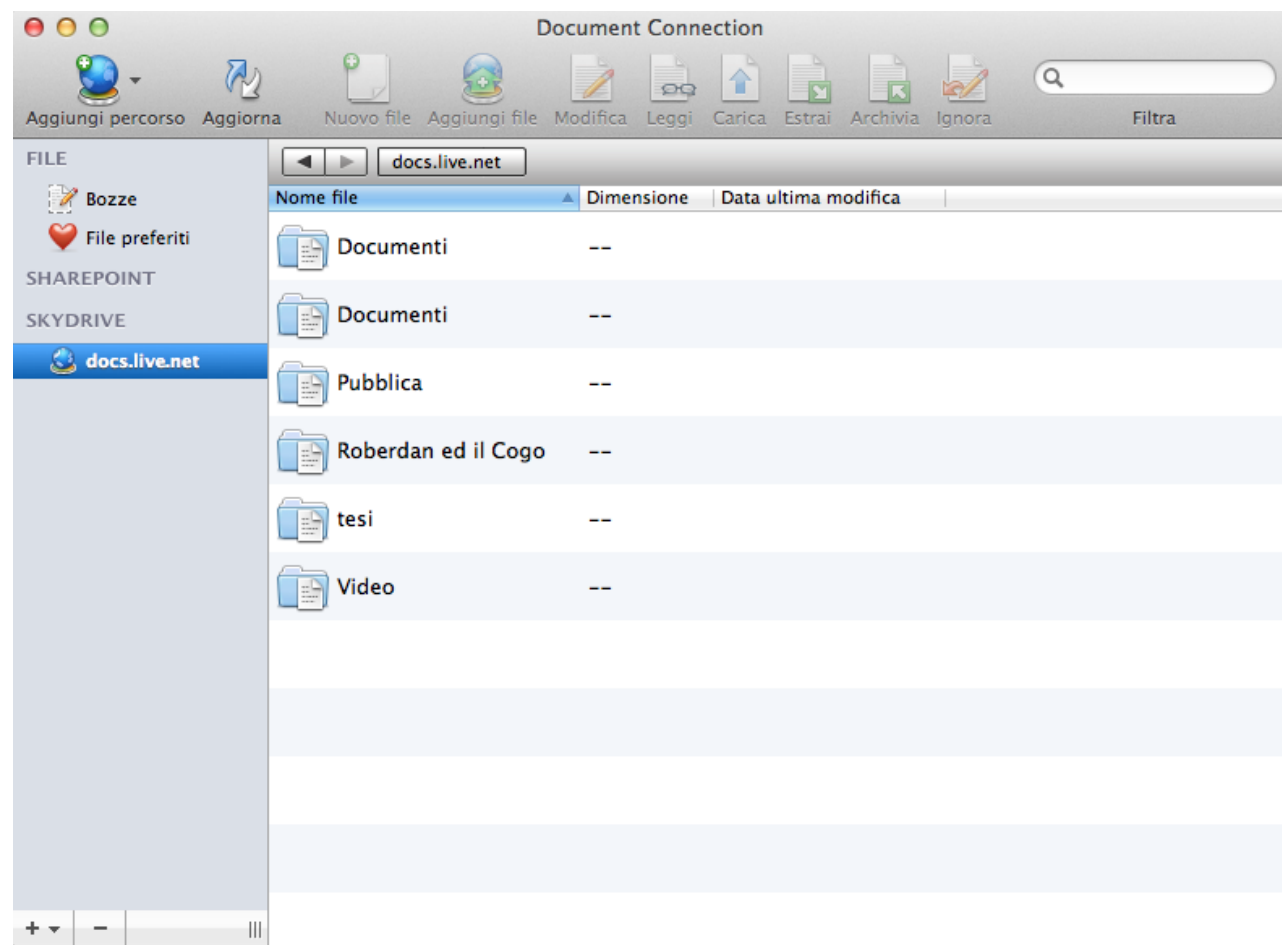 Document Connection
Aggiungi percorso Aggiorna Nuovo file Aggiungi file Modifica Leggi Carica Estrai Archivia Ignora Filtra
FILE
Bozze
File preferiti
SHAREPOINT
SKYDRIVE
docs.live.net
docs.live.net
Nome file Dimensione Data ultima modifica
Documenti --
Documenti --
Pubblica --
Roberdan ed il Cogo --
tesi --
Video --